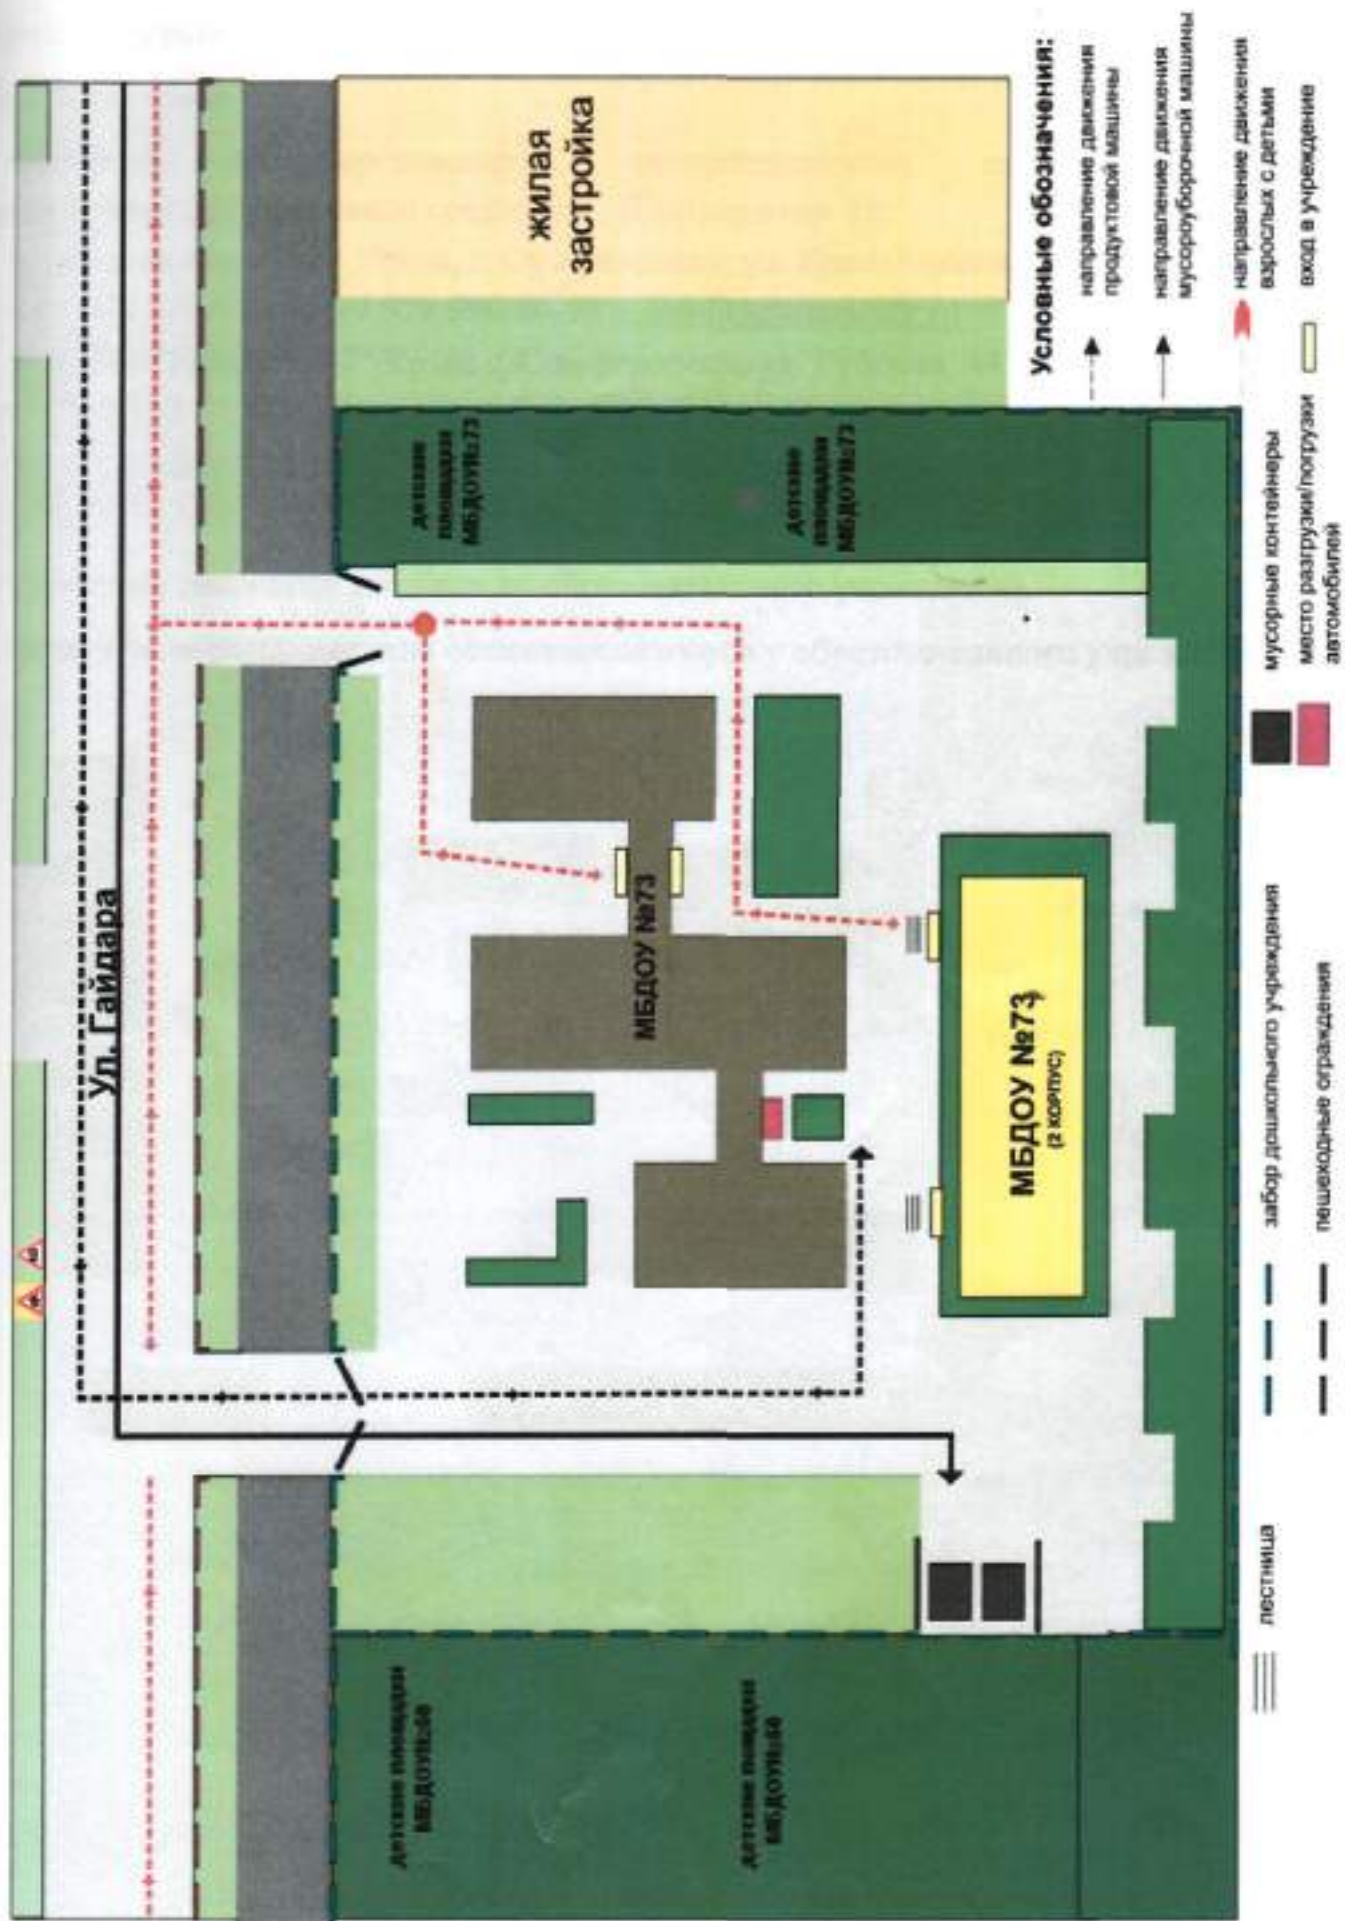 Ул. Гайдара
жилая
застройка
детские
площадки
МБДОУ№73
детские
площадки
МБДОУ№73
МБДОУ №73
МБДОУ №73
(2 КОРПУС)
детские площадки
МБДОУ№60
детские площадки
МБДОУ№60
Условные обозначения:
направление движения
продуктовой машины
направление движения
мусороуборочной машины
направление движения
взрослых с детьми
вход в учреждение
мусорные контейнеры
место разгрузки/погрузки
автомобилей
забор дошкольного учреждения
пешеходные ограждения
лестница